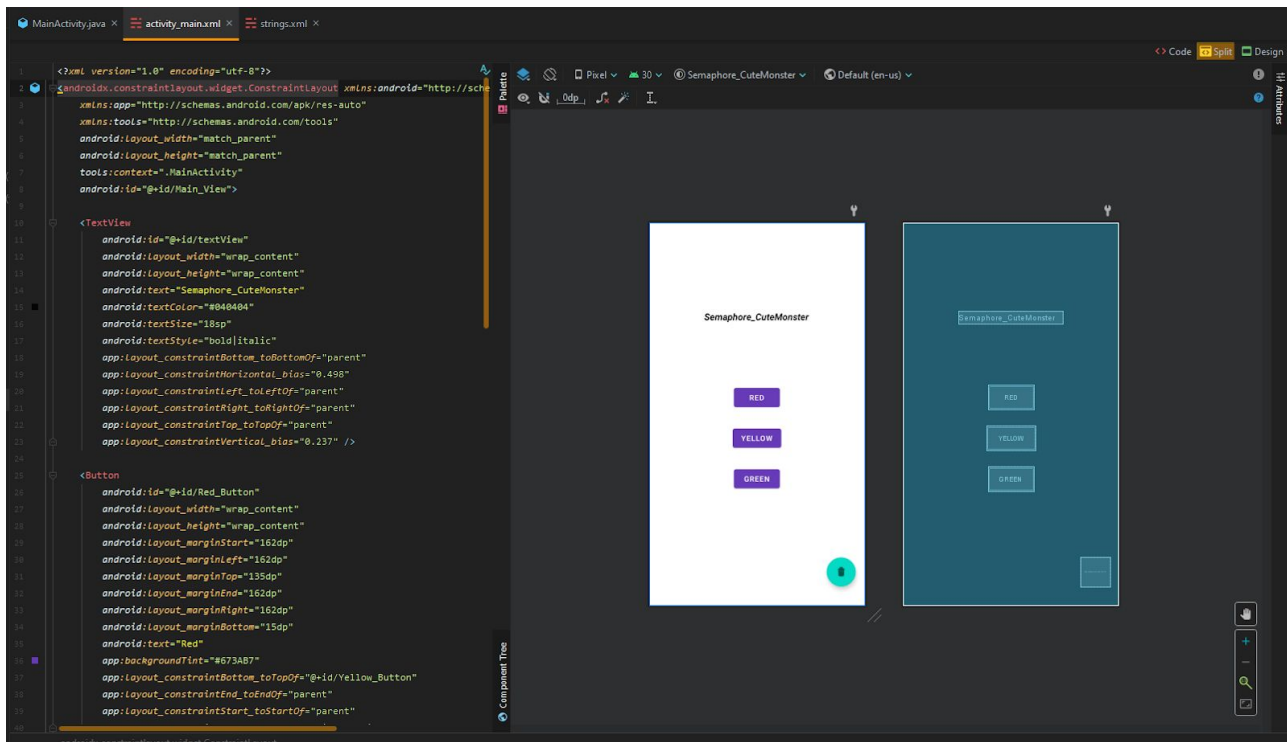 MainActivity.java
activity_main.xml
strings.xml
Code
Split
Design
Palette
Pixel
30
Semaphore_CuteMonster
Default (en-us)
0dp
Attributes
1 <?xml version="1.0" encoding="utf-8"?>
2 <androidx.constraintlayout.widget.ConstraintLayout xmlns:android="http://sche
3 xmlns:app="http://schemas.android.com/apk/res-auto"
4 xmlns:tools="http://schemas.android.com/tools"
5 android:layout_width="match_parent"
6 android:layout_height="match_parent"
7 tools:context=".MainActivity"
8 android:id="@+id/Main_View">
9
10 <TextView
11 android:id="@+id/textView"
12 android:layout_width="wrap_content"
13 android:layout_height="wrap_content"
14 android:text="Semaphore_CuteMonster"
15 android:textColor="#040404"
16 android:textSize="18sp"
17 android:textStyle="bold|italic"
18 app:layout_constraintBottom_toBottomOf="parent"
19 app:layout_constraintHorizontal_bias="0.498"
20 app:layout_constraintLeft_toLeftOf="parent"
21 app:layout_constraintRight_toRightOf="parent"
22 app:layout_constraintTop_toTopOf="parent"
23 app:layout_constraintVertical_bias="0.237" />
24
25 <Button
26 android:id="@+id/Red_Button"
27 android:layout_width="wrap_content"
28 android:layout_height="wrap_content"
29 android:layout_marginStart="162dp"
30 android:layout_marginLeft="162dp"
31 android:layout_marginTop="135dp"
32 android:layout_marginEnd="162dp"
33 android:layout_marginRight="162dp"
34 android:layout_marginBottom="15dp"
35 android:text="Red"
36 app:backgroundTint="#673AB7"
37 app:layout_constraintBottom_toTopOf="@+id/Yellow_Button"
38 app:layout_constraintEnd_toEndOf="parent"
39 app:layout_constraintStart_toStartOf="parent"
40
Component Tree
Semaphore_CuteMonster
RED
YELLOW
GREEN
Semaphore_CuteMonster
RED
YELLOW
GREEN